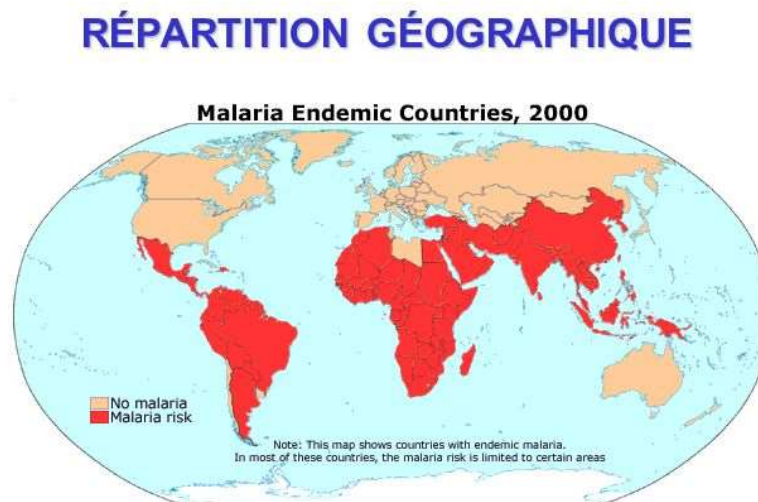 RÉPARTITION GÉOGRAPHIQUE
Malaria Endemic Countries, 2000
No malaria
Malaria risk
Note: This map shows countries with endemic malaria.
In most of these countries, the malaria risk is limited to certain areas